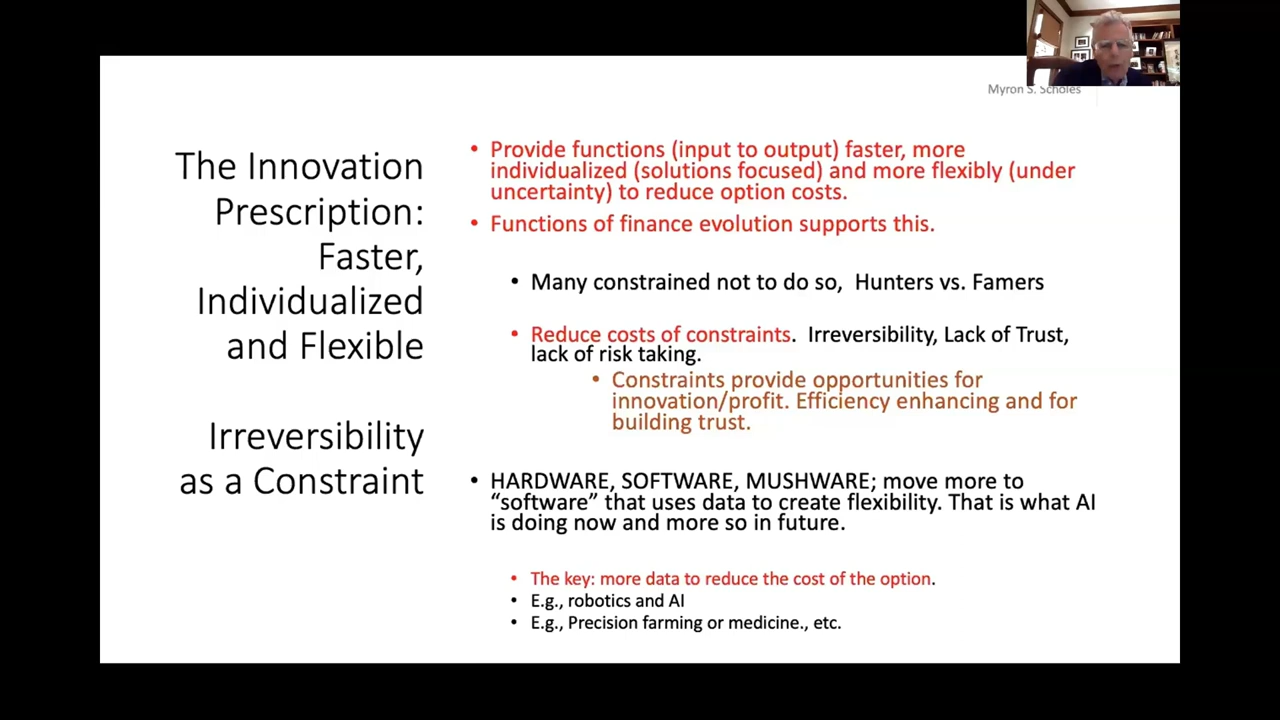 Myron S. Scholes
The Innovation
Prescription:
Faster,
Individualized
and Flexible
Irreversibility
as a Constraint
• Provide functions (input to output) faster, more
individualized (solutions focused) and more flexibly (under
uncertainty) to reduce option costs.
• Functions of finance evolution supports this.
• Many constrained not to do so, Hunters vs. Famers
• Reduce costs of constraints. Irreversibility, Lack of Trust,
lack of risk taking.
• Constraints provide opportunities for
innovation/profit. Efficiency enhancing and for
building trust.
• HARDWARE, SOFTWARE, MUSHWARE; move more to
“software” that uses data to create flexibility. That is what AI
is doing now and more so in future.
• The key: more data to reduce the cost of the option.
• E.g., robotics and AI
• E.g., Precision farming or medicine., etc.